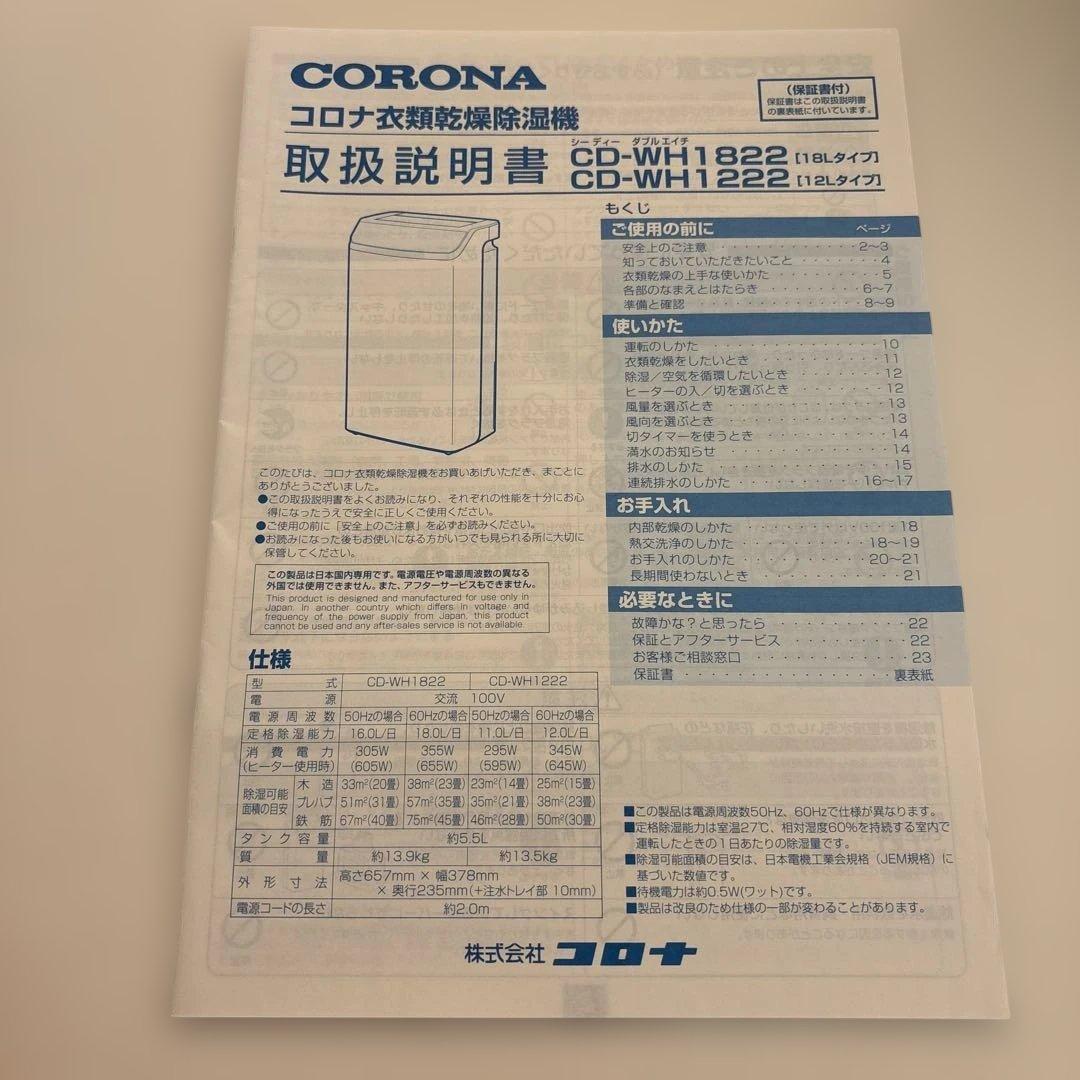 CORONA
コロナ衣類乾燥除湿機
(保証書付)
保証書はこの取扱説明書
の裏表紙に付いています。
取扱説明書
シー ディー ダブル エイチ
CD-WH1822 [18Lタイプ]
CD-WH1222 [12Lタイプ]
このたびは、コロナ衣類乾燥除湿機をお買いあげいただき、まことに
ありがとうございました。
●この取扱説明書をよくお読みになり、それぞれの性能を十分にお心
得になったうえで安全に正しくご使用ください。
●ご使用の前に「安全上のご注意」を必ずお読みください。
●お読みになった後もお使いになる方がいつでも見られる所に大切に
保管してください。
この製品は日本国内専用です。電源電圧や電源周波数の異なる
外国では使用できません。また、アフターサービスもできません。
This product is designed and manufactured for use only in
Japan. In another country which differs in voltage and
frequency of the power supply from Japan, this product
cannot be used and any after-sales service is not available.
仕様
型式 CD-WH1822 CD-WH1222
電源 交流 100V
電源周波数 50Hzの場合 60Hzの場合 50Hzの場合 60Hzの場合
定格除湿能力 16.0L/日 18.0L/日 11.0L/日 12.0L/日
消費電力 305W 355W 295W 345W
(ヒーター使用時) (605W) (655W) (595W) (645W)
除湿可能
面積の目安
木造 33m²(20畳) 38m²(23畳) 23m²(14畳) 25m²(15畳)
プレハブ 51m²(31畳) 57m²(35畳) 35m²(21畳) 38m²(23畳)
鉄筋 67m²(40畳) 75m²(45畳) 46m²(28畳) 50m²(30畳)
タンク容量 約5.5L
質量 約13.9kg 約13.5kg
外形寸法 高さ657mm × 幅378mm
× 奥行235mm(+注水トレイ部 10mm)
電源コードの長さ 約2.0m
もくじ
ご使用の前に ページ
安全上のご注意 ・・・・・・・・・・・ 2〜3
知っておいていただきたいこと ・・・・・・・ 4
衣類乾燥の上手な使いかた ・・・・・・・・ 5
各部のなまえとはたらき ・・・・・・・・ 6〜7
準備と確認 ・・・・・・・・・・・・・ 8〜9
使いかた
運転のしかた ・・・・・・・・・・・・ 10
衣類乾燥をしたいとき ・・・・・・・・・ 11
除湿／空気を循環したいとき ・・・・・・・ 12
ヒーターの入／切を選ぶとき ・・・・・・・ 12
風量を選ぶとき ・・・・・・・・・・・ 13
風向を選ぶとき ・・・・・・・・・・・ 13
切タイマーを使うとき ・・・・・・・・・ 14
満水のお知らせ ・・・・・・・・・・・ 14
排水のしかた ・・・・・・・・・・・・ 15
連続排水のしかた ・・・・・・・・・ 16〜17
お手入れ
内部乾燥のしかた ・・・・・・・・・・ 18
熱交洗浄のしかた ・・・・・・・・・ 18〜19
お手入れのしかた ・・・・・・・・・ 20〜21
長期間使わないとき ・・・・・・・・・・ 21
必要なときに
故障かな？と思ったら ・・・・・・・・・ 22
保証とアフターサービス ・・・・・・・・ 22
お客様ご相談窓口 ・・・・・・・・・・ 23
保証書 ・・・・・・・・・・・・・ 裏表紙
■この製品は電源周波数50Hz、60Hzで仕様が異なります。
■定格除湿能力は室温27℃、相対湿度60%を持続する室内で
運転したときの1日あたりの除湿量です。
■除湿可能面積の目安は、日本電機工業会規格（JEM規格）に
基づいた数値です。
■待機電力は約0.5W(ワット)です。
■製品は改良のため仕様の一部が変わることがあります。
株式会社 コロナ